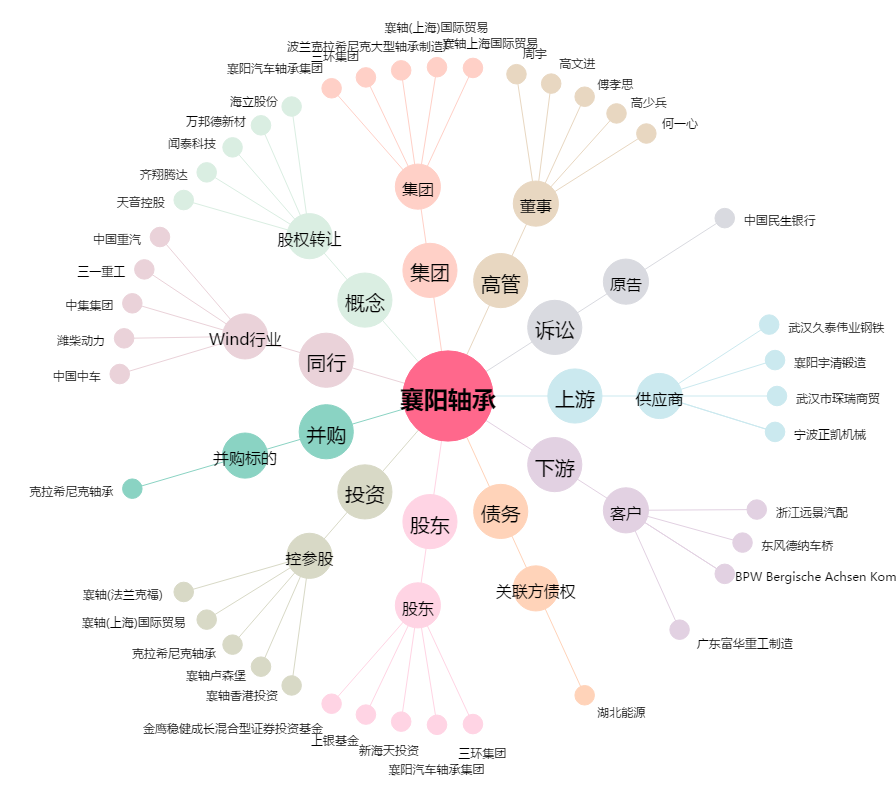 襄轴(上海)国际贸易
波兰克拉希尼克大型轴承制造厂
襄轴上海国际贸易
三环集团
襄阳汽车轴承集团
集团
集团
周宇
高文进
傅孝思
高少兵
何一心
董事
高管
海立股份
万邦德新材
闻泰科技
齐翔腾达
天音控股
股权转让
概念
中国民生银行
原告
诉讼
中国重汽
三一重工
中集集团
潍柴动力
中国中车
Wind行业
同行
襄阳轴承
上游
供应商
武汉久泰伟业钢铁
襄阳宇清锻造
武汉市琛瑞商贸
宁波正凯机械
并购
并购标的
克拉希尼克轴承
下游
客户
浙江远景汽配
东风德纳车桥
BPW Bergische Achsen Kom
广东富华重工制造
投资
控参股
襄轴(法兰克福)
襄轴(上海)国际贸易
克拉希尼克轴承
襄轴卢森堡
襄轴香港投资
股东
股东
金鹰稳健成长混合型证券投资基金
上银基金
新海天投资
襄阳汽车轴承集团
三环集团
债务
关联方债权
湖北能源